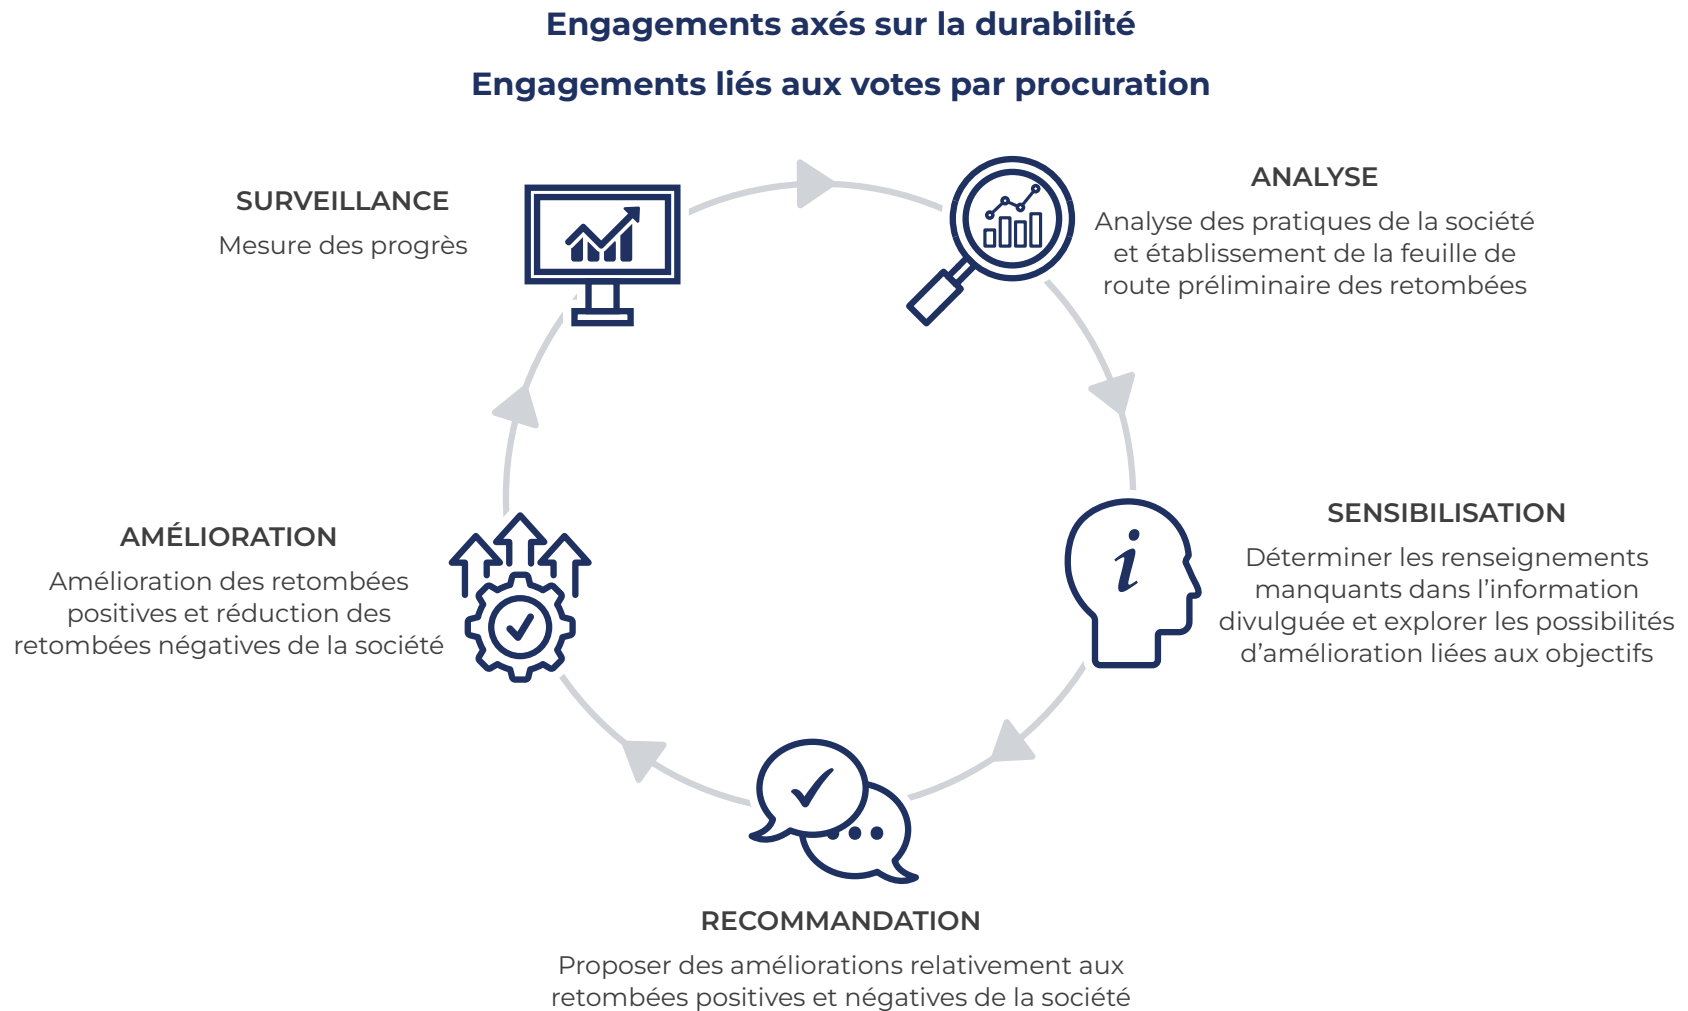 Engagements axés sur la durabilité
Engagements liés aux votes par procuration
SURVEILLANCE
Mesure des progrès
ANALYSE
Analyse des pratiques de la société
et établissement de la feuille de
route préliminaire des retombées
AMÉLIORATION
Amélioration des retombées
positives et réduction des
retombées négatives de la société
i
SENSIBILISATION
Déterminer les renseignements
manquants dans l’information
divulguée et explorer les possibilités
d’amélioration liées aux objectifs
RECOMMANDATION
Proposer des améliorations relativement aux
retombées positives et négatives de la société